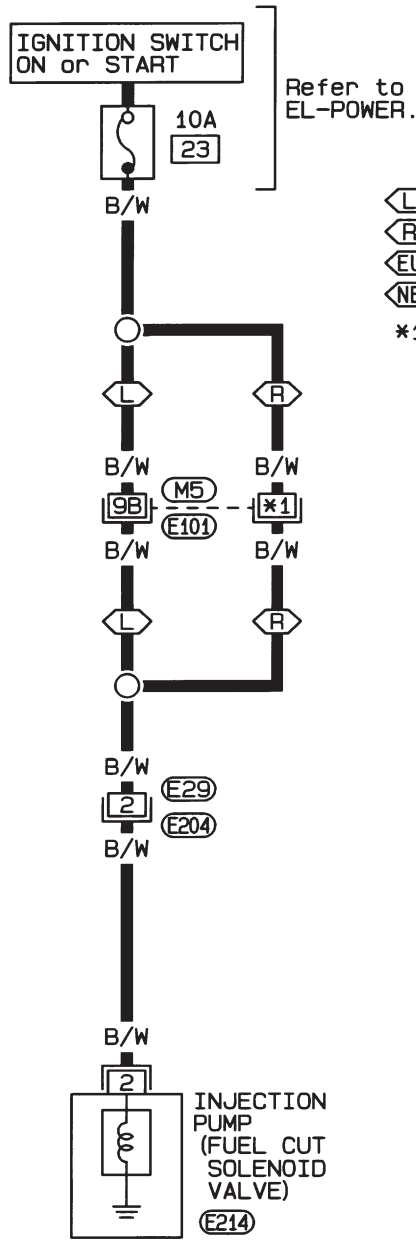 IGNITION SWITCH
ON or START
Refer to
EL-POWER.
10A
23
B/W
L
R
L
R
B/W
B/W
M5
9B
*1
E101
B/W
B/W
L
R
B/W
E29
2
E204
B/W
B/W
2
INJECTION
PUMP
(FUEL CUT
SOLENOID
VALVE)
E214